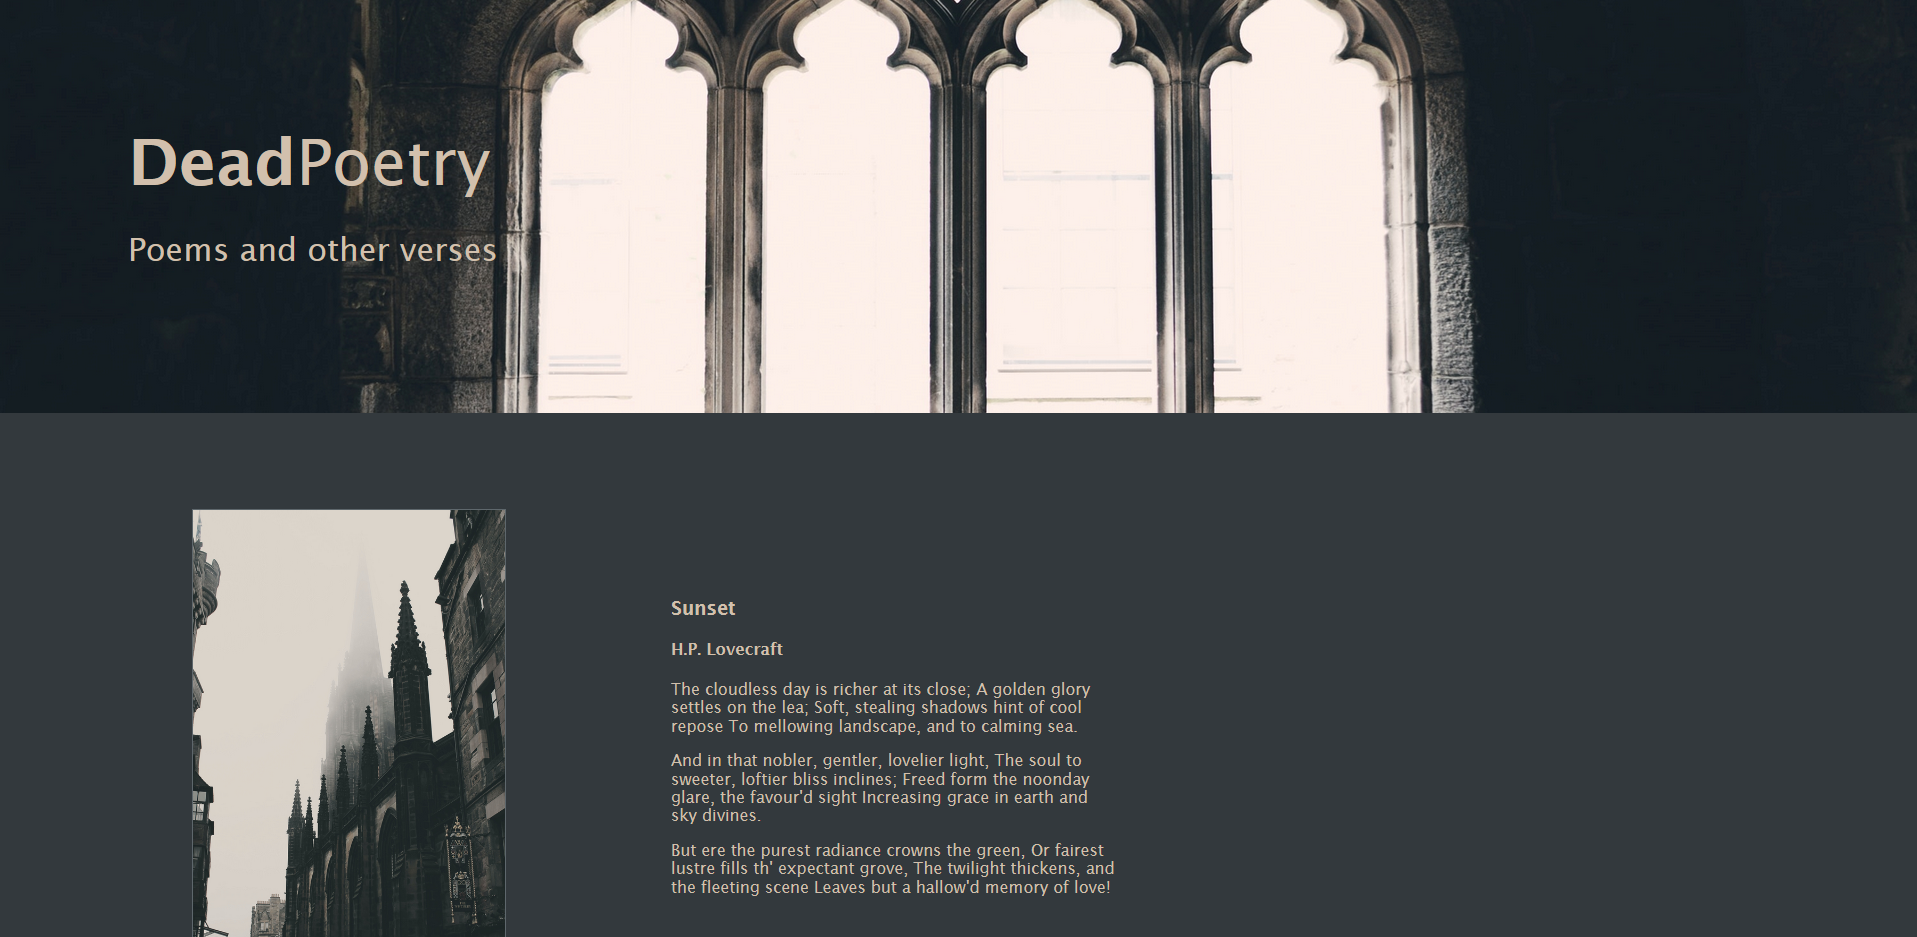 DeadPoetry
Poems and other verses
Sunset
H.P. Lovecraft
The cloudless day is richer at its close; A golden glory
settles on the lea; Soft, stealing shadows hint of cool
repose To mellowing landscape, and to calming sea.
And in that nobler, gentler, lovelier light, The soul to
sweeter, loftier bliss inclines; Freed form the noonday
glare, the favour'd sight Increasing grace in earth and
sky divines.
But ere the purest radiance crowns the green, Or fairest
lustre fills th' expectant grove, The twilight thickens, and
the fleeting scene Leaves but a hallow'd memory of love!